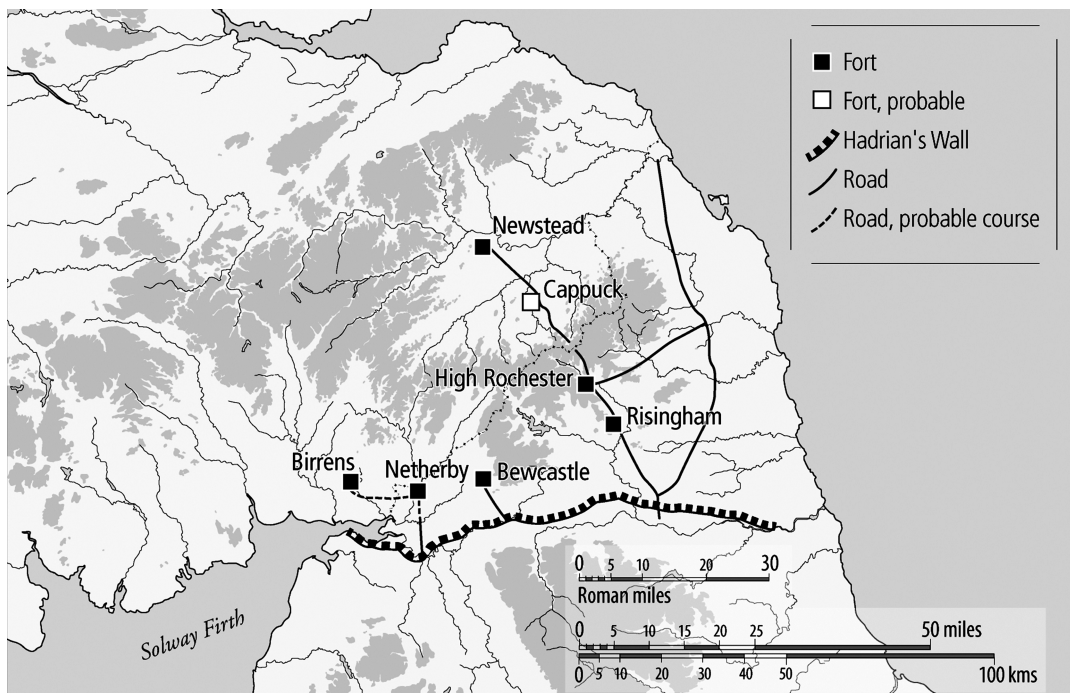 Fort
Fort, probable
Hadrian's Wall
Road
Road, probable course
Newstead
Cappuck
High Rochester
Risingham
Birrens
Netherby
Bewcastle
Solway Firth
0 5 10 20 30
Roman miles
0 5 10 15 20 25 50 miles
0 5 10 20 30 40 50 100 kms